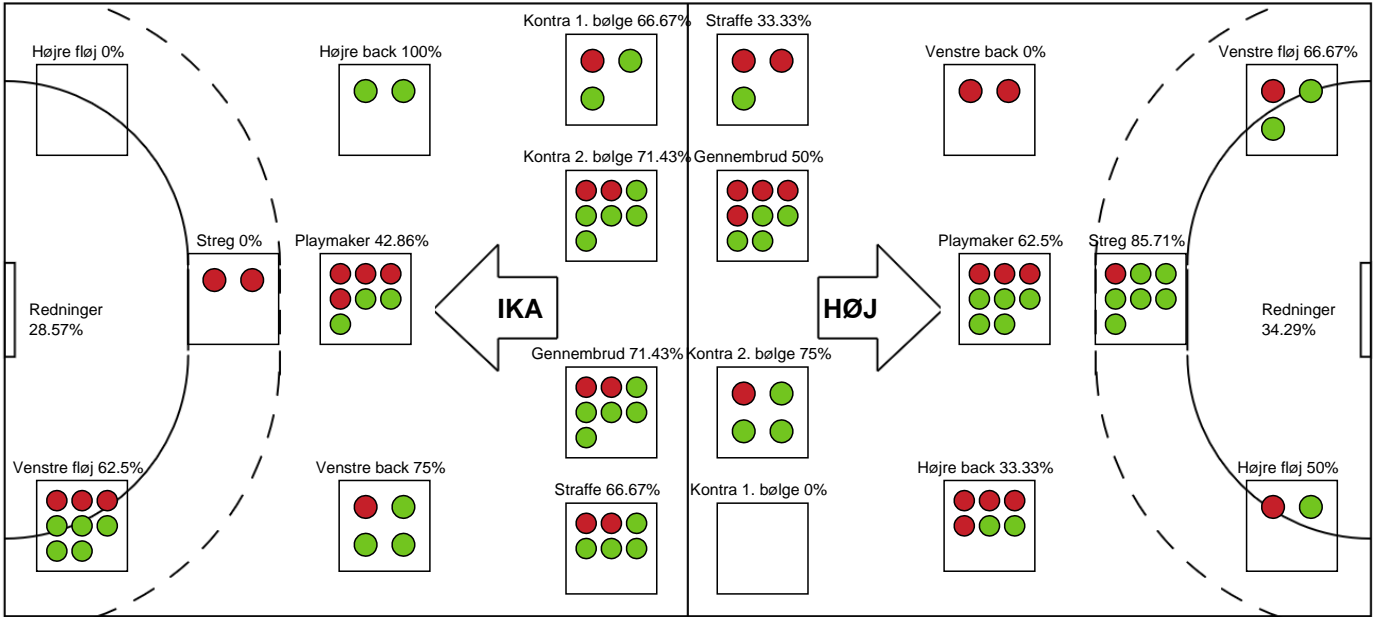 Kontra 1. bølge 66.67%
Straffe 33.33%
Højre fløj 0%
Højre back 100%
Venstre back 0%
Venstre fløj 66.67%
Kontra 2. bølge 71.43%
Gennembrud 50%
Streg 0%
Playmaker 42.86%
Playmaker 62.5%
Streg 85.71%
Redninger
28.57%
IKA
HØJ
Redninger
34.29%
Gennembrud 71.43%
Kontra 2. bølge 75%
Venstre fløj 62.5%
Venstre back 75%
Højre back 33.33%
Højre fløj 50%
Straffe 66.67%
Kontra 1. bølge 0%